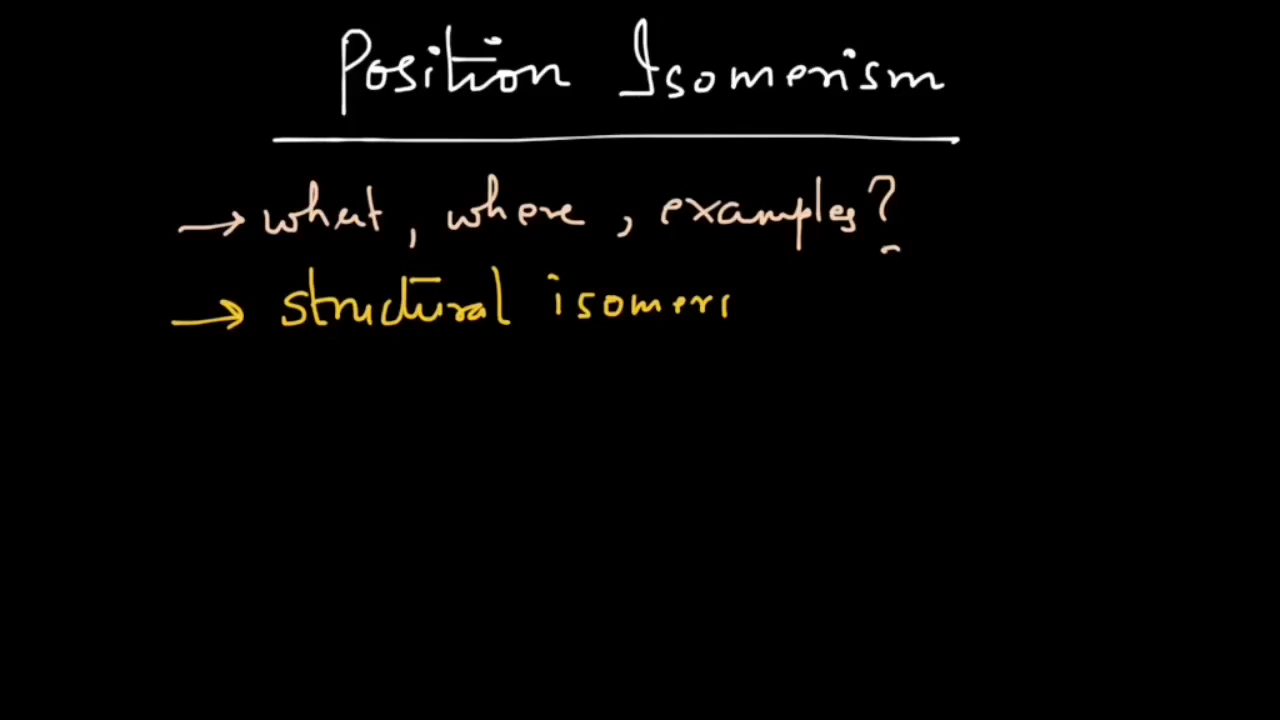 Position Isomerism
→ what, where, examples?
→ structural isomeri